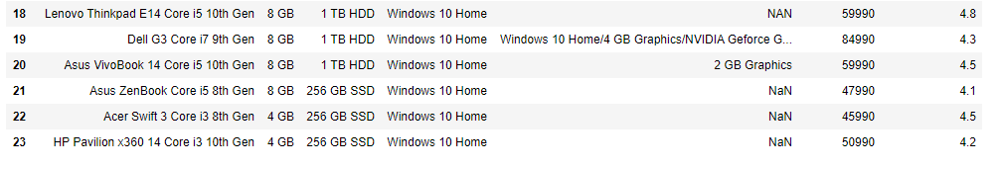 18 Lenovo Thinkpad E14 Core i5 10th Gen 8 GB 1 TB HDD Windows 10 Home NAN 59990 4.8
19 Dell G3 Core i7 9th Gen 8 GB 1 TB HDD Windows 10 Home Windows 10 Home/4 GB Graphics/NVIDIA Geforce G... 84990 4.3
20 Asus VivoBook 14 Core i5 10th Gen 8 GB 1 TB HDD Windows 10 Home 2 GB Graphics 59990 4.5
21 Asus ZenBook Core i5 8th Gen 8 GB 256 GB SSD Windows 10 Home NaN 47990 4.1
22 Acer Swift 3 Core i3 8th Gen 4 GB 256 GB SSD Windows 10 Home NaN 45990 4.5
23 HP Pavilion x360 14 Core i3 10th Gen 4 GB 256 GB SSD Windows 10 Home NaN 50990 4.2